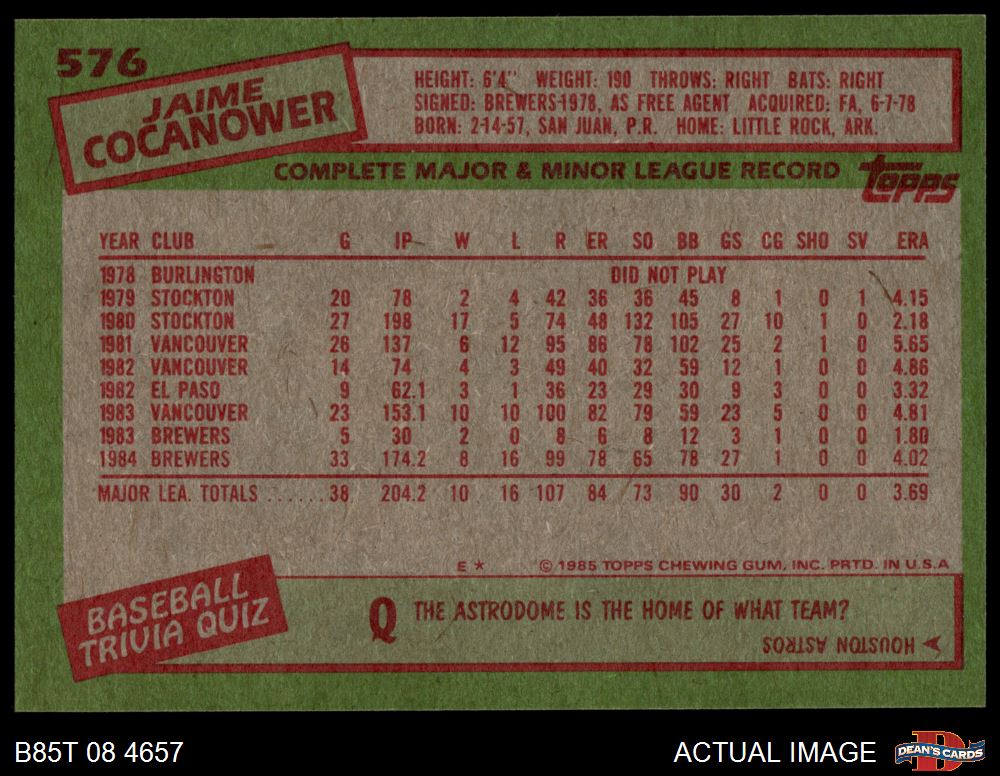 576
JAIME
COCANOWER
HEIGHT: 6'4" WEIGHT: 190 THROWS: RIGHT BATS: RIGHT
SIGNED: BREWERS-1978, AS FREE AGENT ACQUIRED: FA, 6-7-78
BORN: 2-14-57, SAN JUAN, P.R. HOME: LITTLE ROCK, ARK.
COMPLETE MAJOR & MINOR LEAGUE RECORD
topps
YEAR CLUB G IP W L R ER SO BB GS CG SHO SV ERA
1978 BURLINGTON DID NOT PLAY
1979 STOCKTON 20 78 2 4 42 36 36 45 8 1 0 1 4.15
1980 STOCKTON 27 198 17 5 74 48 132 105 27 10 1 0 2.18
1981 VANCOUVER 26 137 6 12 95 86 78 102 25 2 1 0 5.65
1982 VANCOUVER 14 74 4 3 49 40 32 59 12 1 0 0 4.86
1982 EL PASO 9 62.1 3 1 36 23 29 30 9 3 0 0 3.32
1983 VANCOUVER 23 153.1 10 10 100 82 79 59 23 5 0 0 4.81
1983 BREWERS 5 30 2 0 8 6 8 12 3 1 0 0 1.80
1984 BREWERS 33 174.2 8 16 99 78 65 78 27 1 0 0 4.02
MAJOR LEA. TOTALS ...... 38 204.2 10 16 107 84 73 90 30 2 0 0 3.69
E * © 1985 TOPPS CHEWING GUM, INC. PRTD. IN U.S.A
BASEBALL
TRIVIA QUIZ
Q THE ASTRODOME IS THE HOME OF WHAT TEAM?
HOUSTON ASTROS
B85T 08 4657
ACTUAL IMAGE
D
DEAN'S CARDS